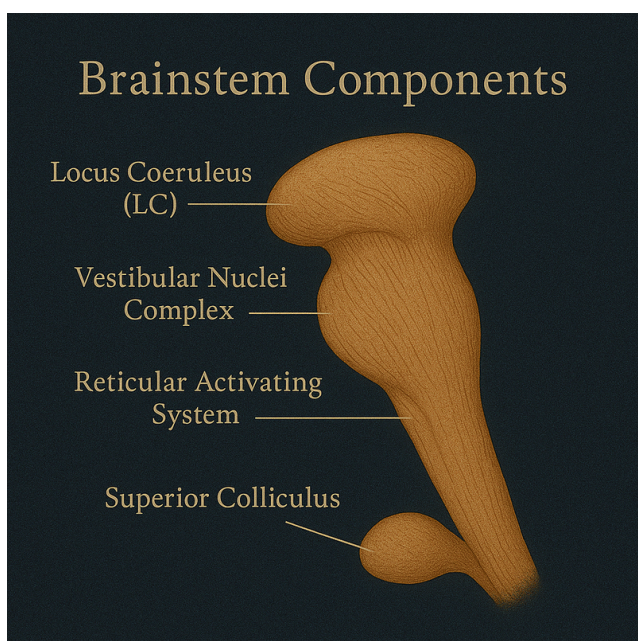 Brainstem Components
Locus Coeruleus
(LC)
Vestibular Nuclei
Complex
Reticular Activating
System
Superior Colliculus